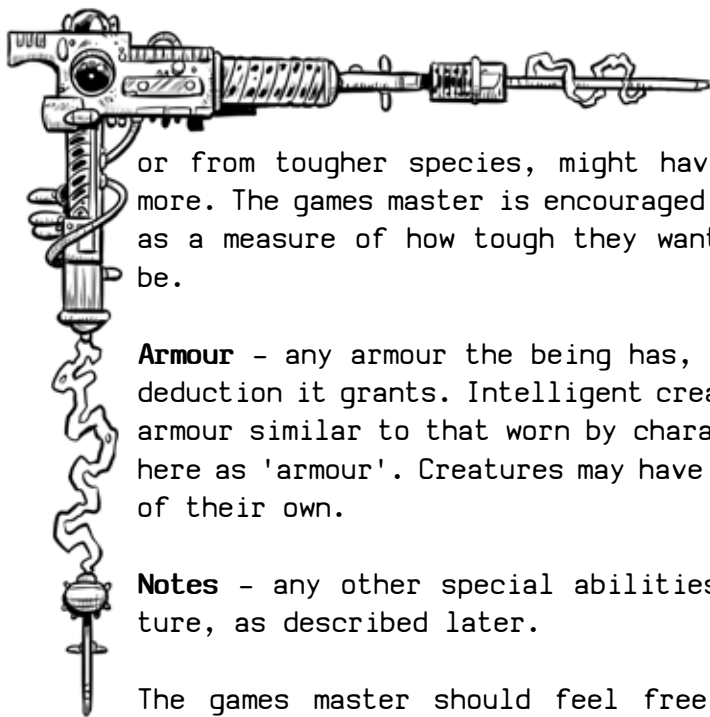 or from tougher species, might hav
more. The games master is encouraged
as a measure of how tough they want
be.
Armour – any armour the being has,
deduction it grants. Intelligent crea
armour similar to that worn by chara
here as 'armour'. Creatures may have
of their own.
Notes – any other special abilities
ture, as described later.
The games master should feel free